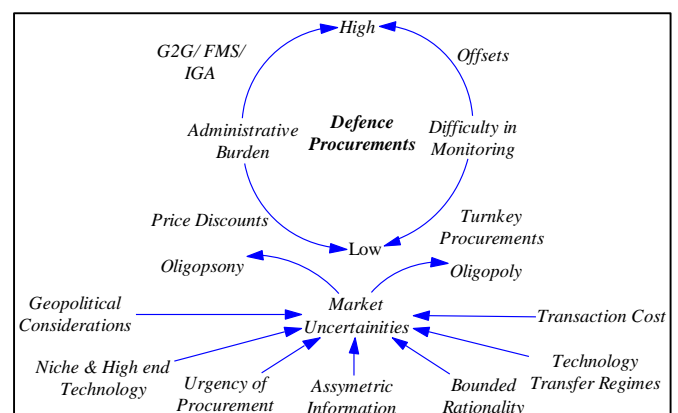 High
G2G/ FMS/
IGA
Offsets
Administrative
Burden
Defence
Procurements
Difficulty in
Monitoring
Price Discounts
Turnkey
Procurements
Low
Oligopsony
Oligopoly
Geopolitical
Considerations
Market
Uncertainities
Transaction Cost
Niche & High end
Technology
Urgency of
Procurement
Assymetric
Information
Bounded
Rationality
Technology
Transfer Regimes